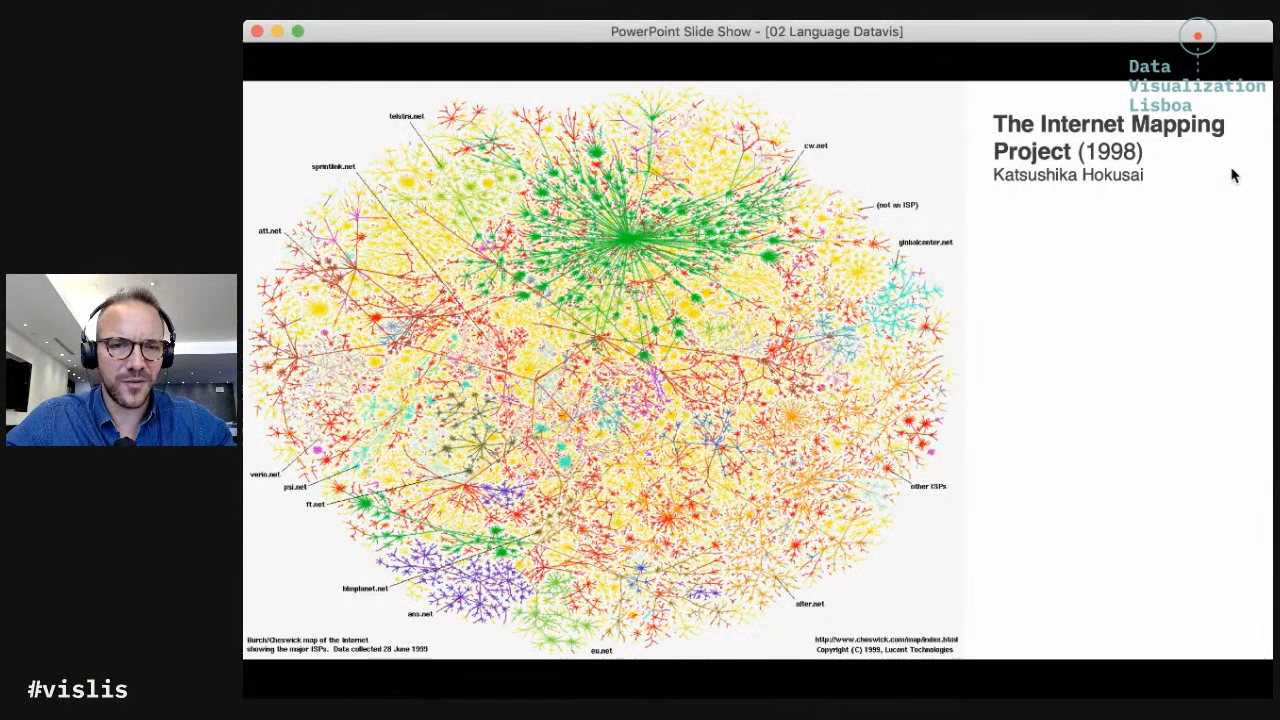 PowerPoint Slide Show - [02 Language Datavis]
Data
Visualization
Lisboa
The Internet Mapping
Project (1998)
Katsushika Hokusai
telstra.net
sprintlink.net
cw.net
(not an ISP)
att.net
globalcenter.net
verio.net
psi.net
ft.net
other ISPs
bbnplanet.net
ans.net
alter.net
eu.net
Burch/Cheswick map of the Internet
showing the major ISPs. Data collected 28 June 1999
http://www.cheswick.com/map/index.html
Copyright (C) 1999, Lucent Technologies
#vislis